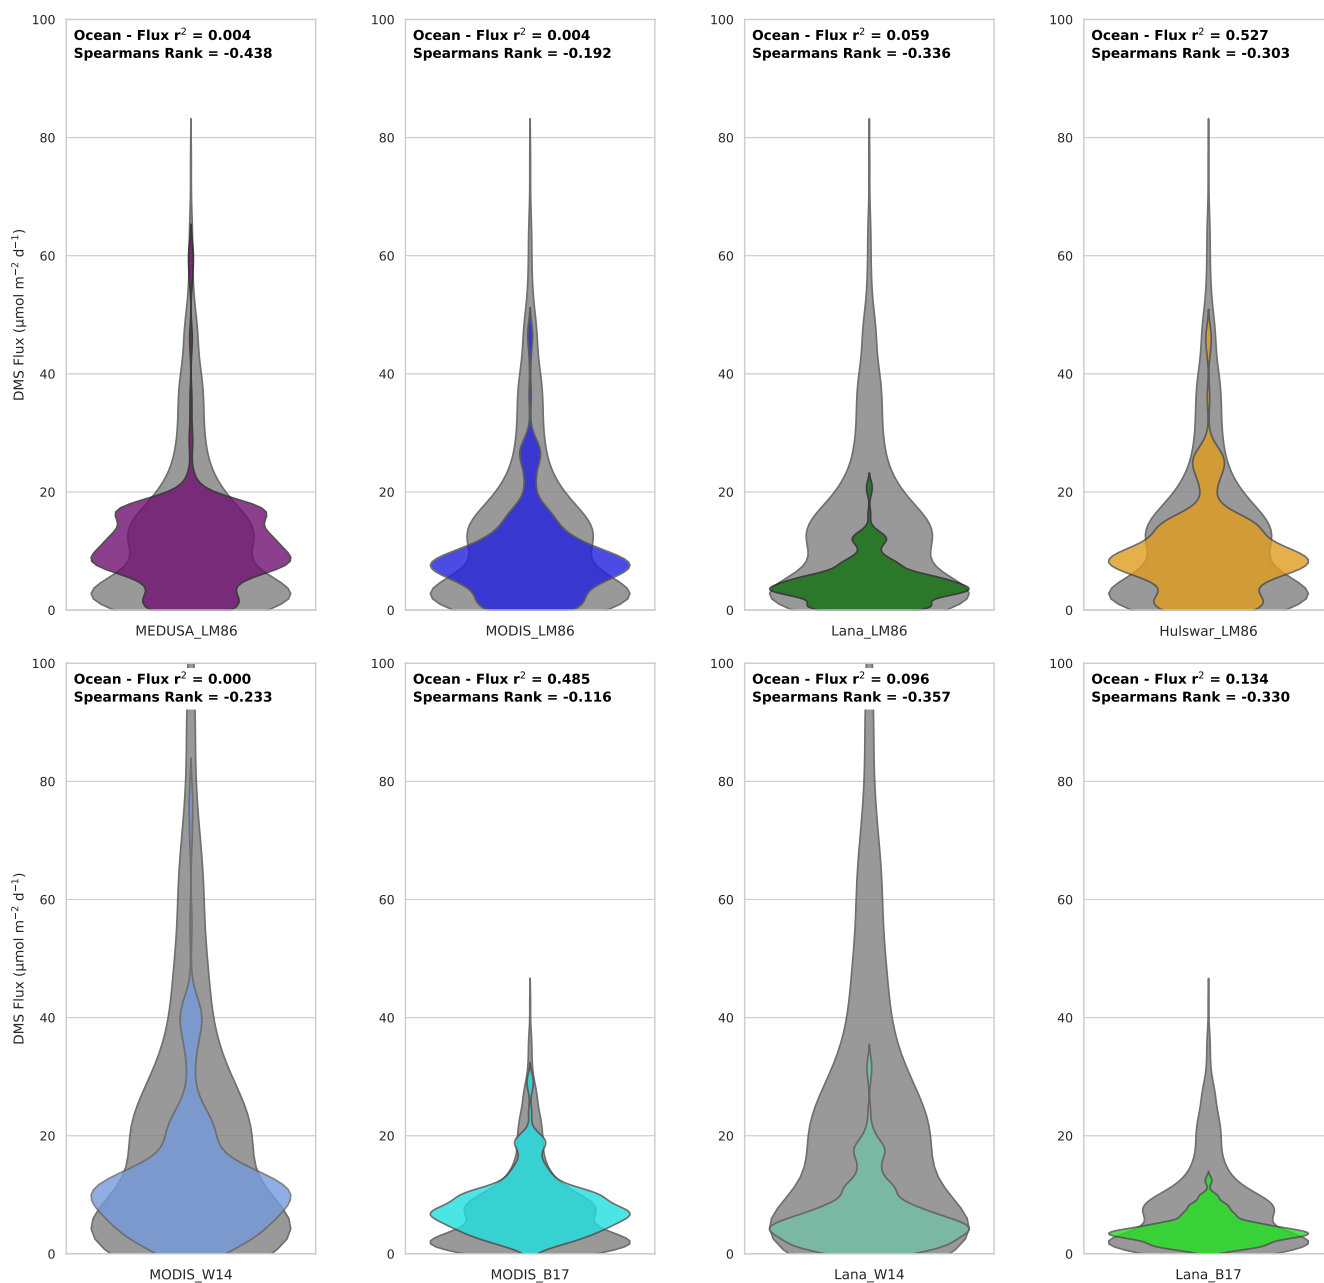 Ocean - Flux r² = 0.004
Spearmans Rank = -0.438
Ocean - Flux r² = 0.004
Spearmans Rank = -0.192
Ocean - Flux r² = 0.059
Spearmans Rank = -0.336
Ocean - Flux r² = 0.527
Spearmans Rank = -0.303
DMS Flux (μmol m⁻² d⁻¹)
100
80
60
40
20
0
100
80
60
40
20
0
100
80
60
40
20
0
100
80
60
40
20
0
MEDUSA_LM86
MODIS_LM86
Lana_LM86
Hulswar_LM86
Ocean - Flux r² = 0.000
Spearmans Rank = -0.233
Ocean - Flux r² = 0.485
Spearmans Rank = -0.116
Ocean - Flux r² = 0.096
Spearmans Rank = -0.357
Ocean - Flux r² = 0.134
Spearmans Rank = -0.330
DMS Flux (μmol m⁻² d⁻¹)
100
80
60
40
20
0
100
80
60
40
20
0
100
80
60
40
20
0
100
80
60
40
20
0
MODIS_W14
MODIS_B17
Lana_W14
Lana_B17